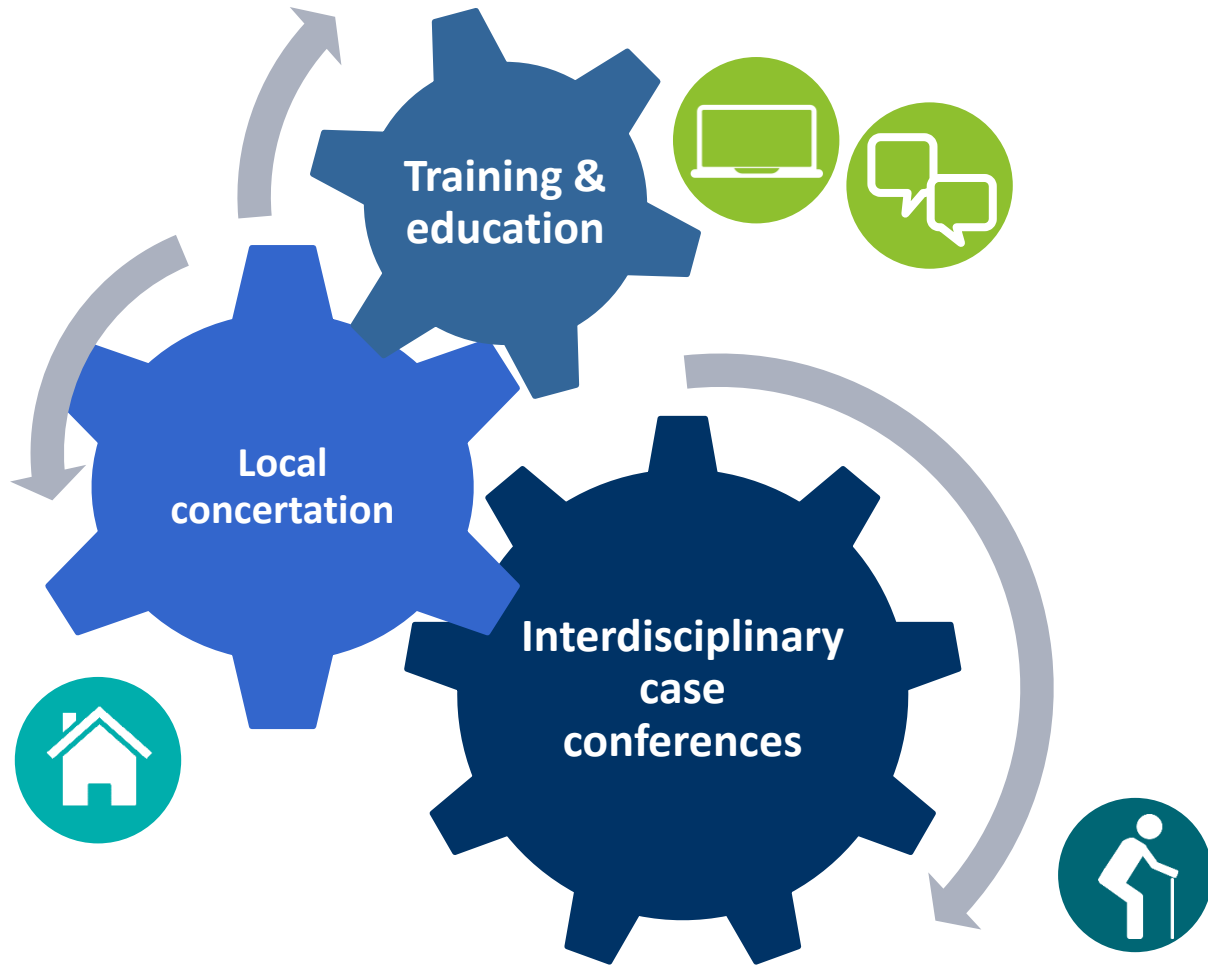 Training &
education
Local
concertation
Interdisciplinary
case
conferences